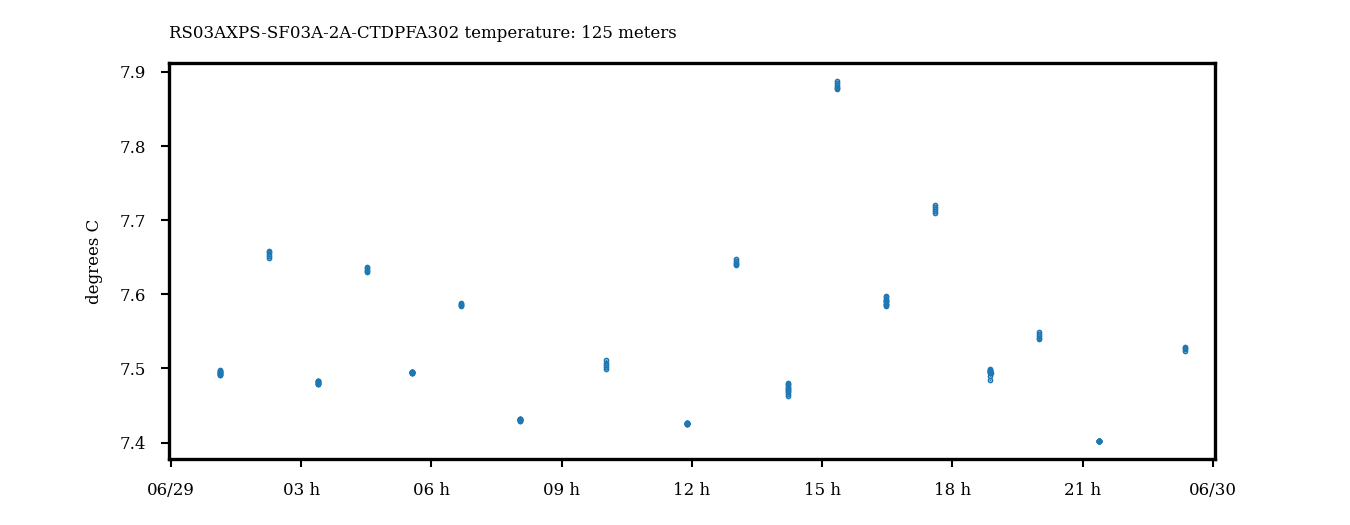 RS03AXPS-SF03A-2A-CTDPFA302 temperature: 125 meters
7.9
7.8
7.7
7.6
7.5
7.4
degrees C
06/29
03 h
06 h
09 h
12 h
15 h
18 h
21 h
06/30